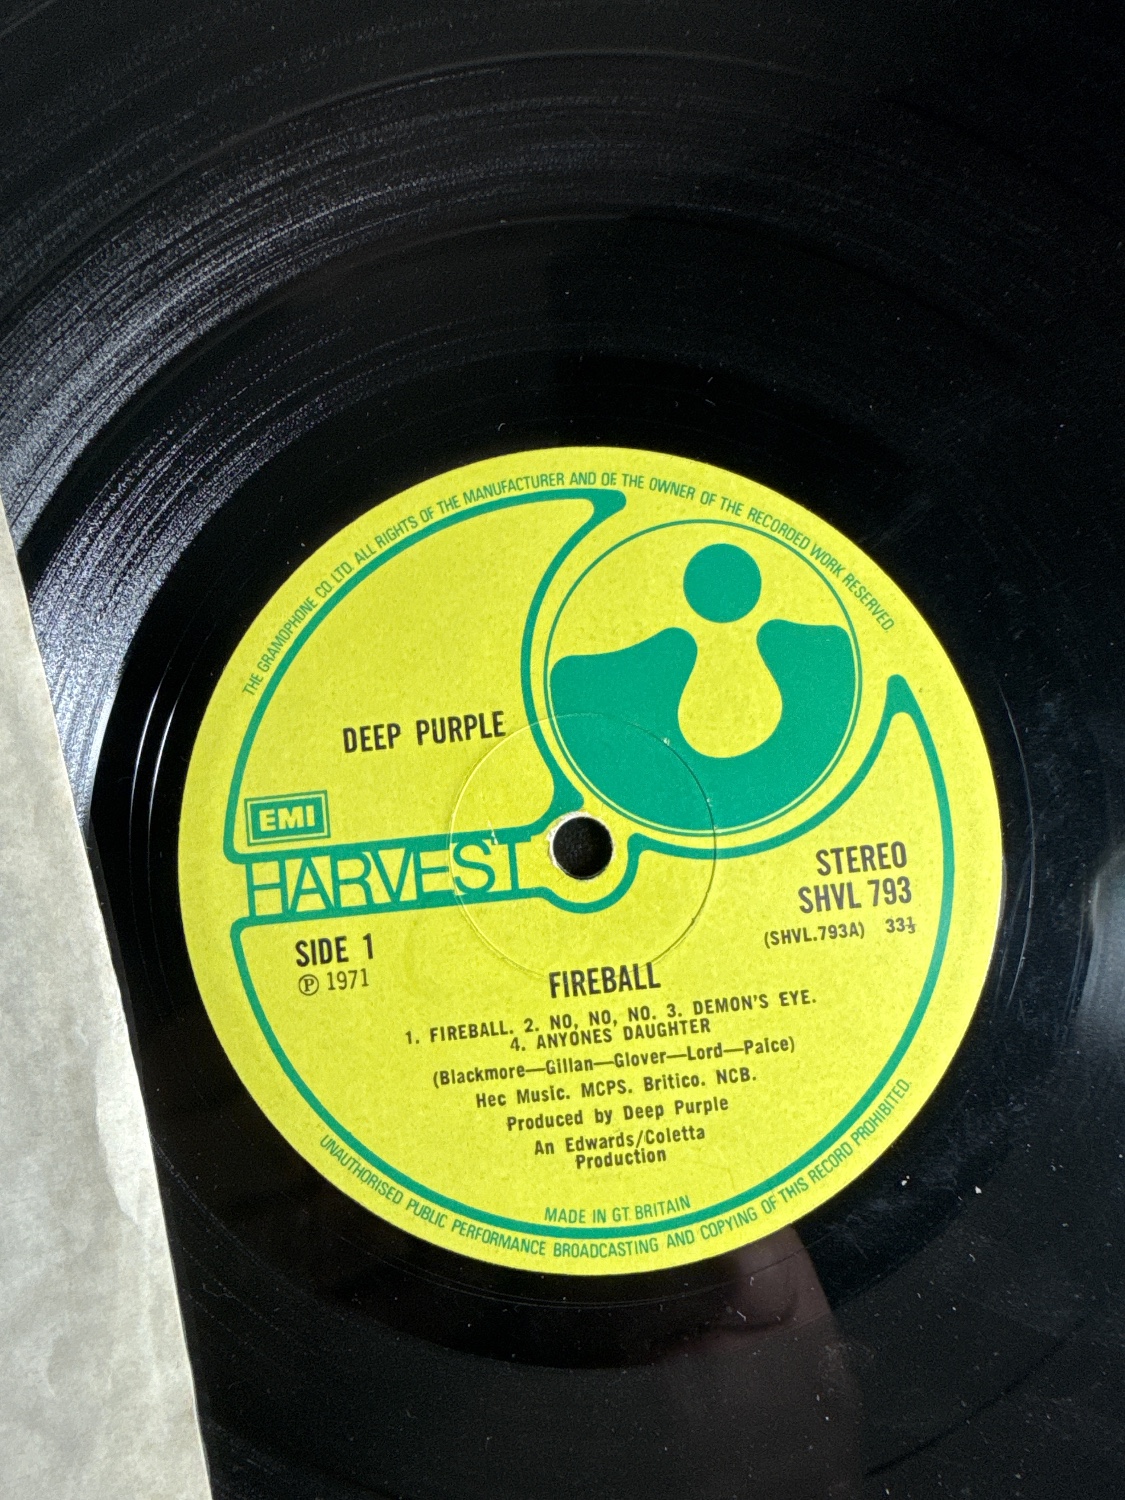 THE GRAMOPHONE CO. LTD. ALL RIGHTS OF THE MANUFACTURER AND OF THE OWNER OF THE RECORDED WORK RESERVED.
DEEP PURPLE
EMI
HARVEST
STEREO
SHVL 793
(SHVL.793A) 33⅓
SIDE 1
℗ 1971
FIREBALL
1. FIREBALL. 2. NO, NO, NO. 3. DEMON'S EYE.
4. ANYONES DAUGHTER
(Blackmore—Gillan—Glover—Lord—Paice)
Hec Music. MCPS. Britico. NCB.
Produced by Deep Purple
An Edwards/Coletta
Production
MADE IN GT. BRITAIN
UNAUTHORISED PUBLIC PERFORMANCE BROADCASTING AND COPYING OF THIS RECORD PROHIBITED.